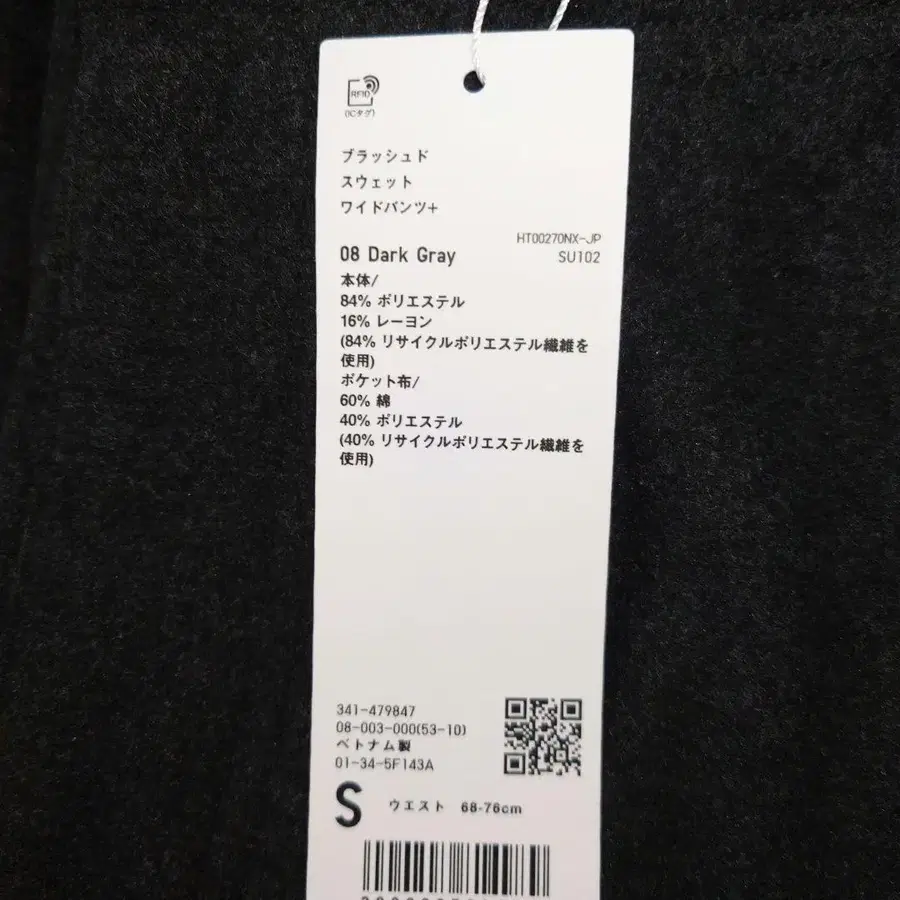 RFID
(ICタグ)
ブラッシュド
スウェット
ワイドパンツ+
HT00270NX-JP
08 Dark Gray
SU102
本体/
84% ポリエステル
16% レーヨン
(84% リサイクルポリエステル繊維を
使用)
ポケット布/
60% 綿
40% ポリエステル
(40% リサイクルポリエステル繊維を
使用)
341-479847
08-003-000(53-10)
ベトナム製
01-34-5F143A
S ウエスト 68-76cm